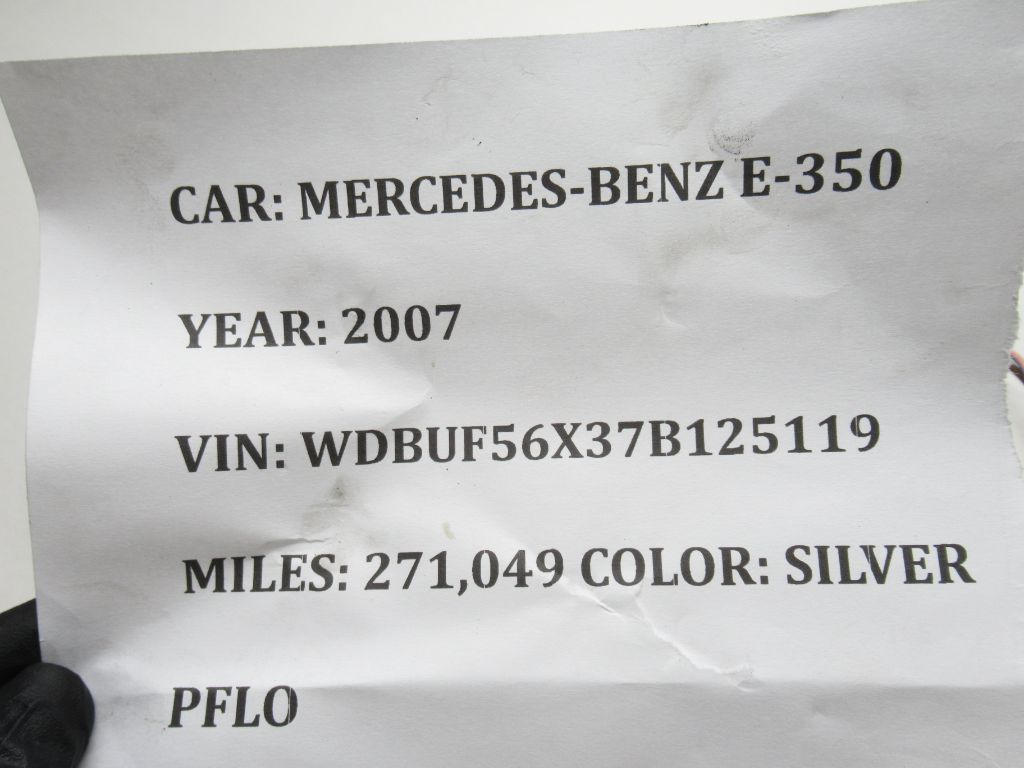 CAR: MERCEDES-BENZ E-350
YEAR: 2007
VIN: WDBUF56X37B125119
MILES: 271,049 COLOR: SILVER
PFLO